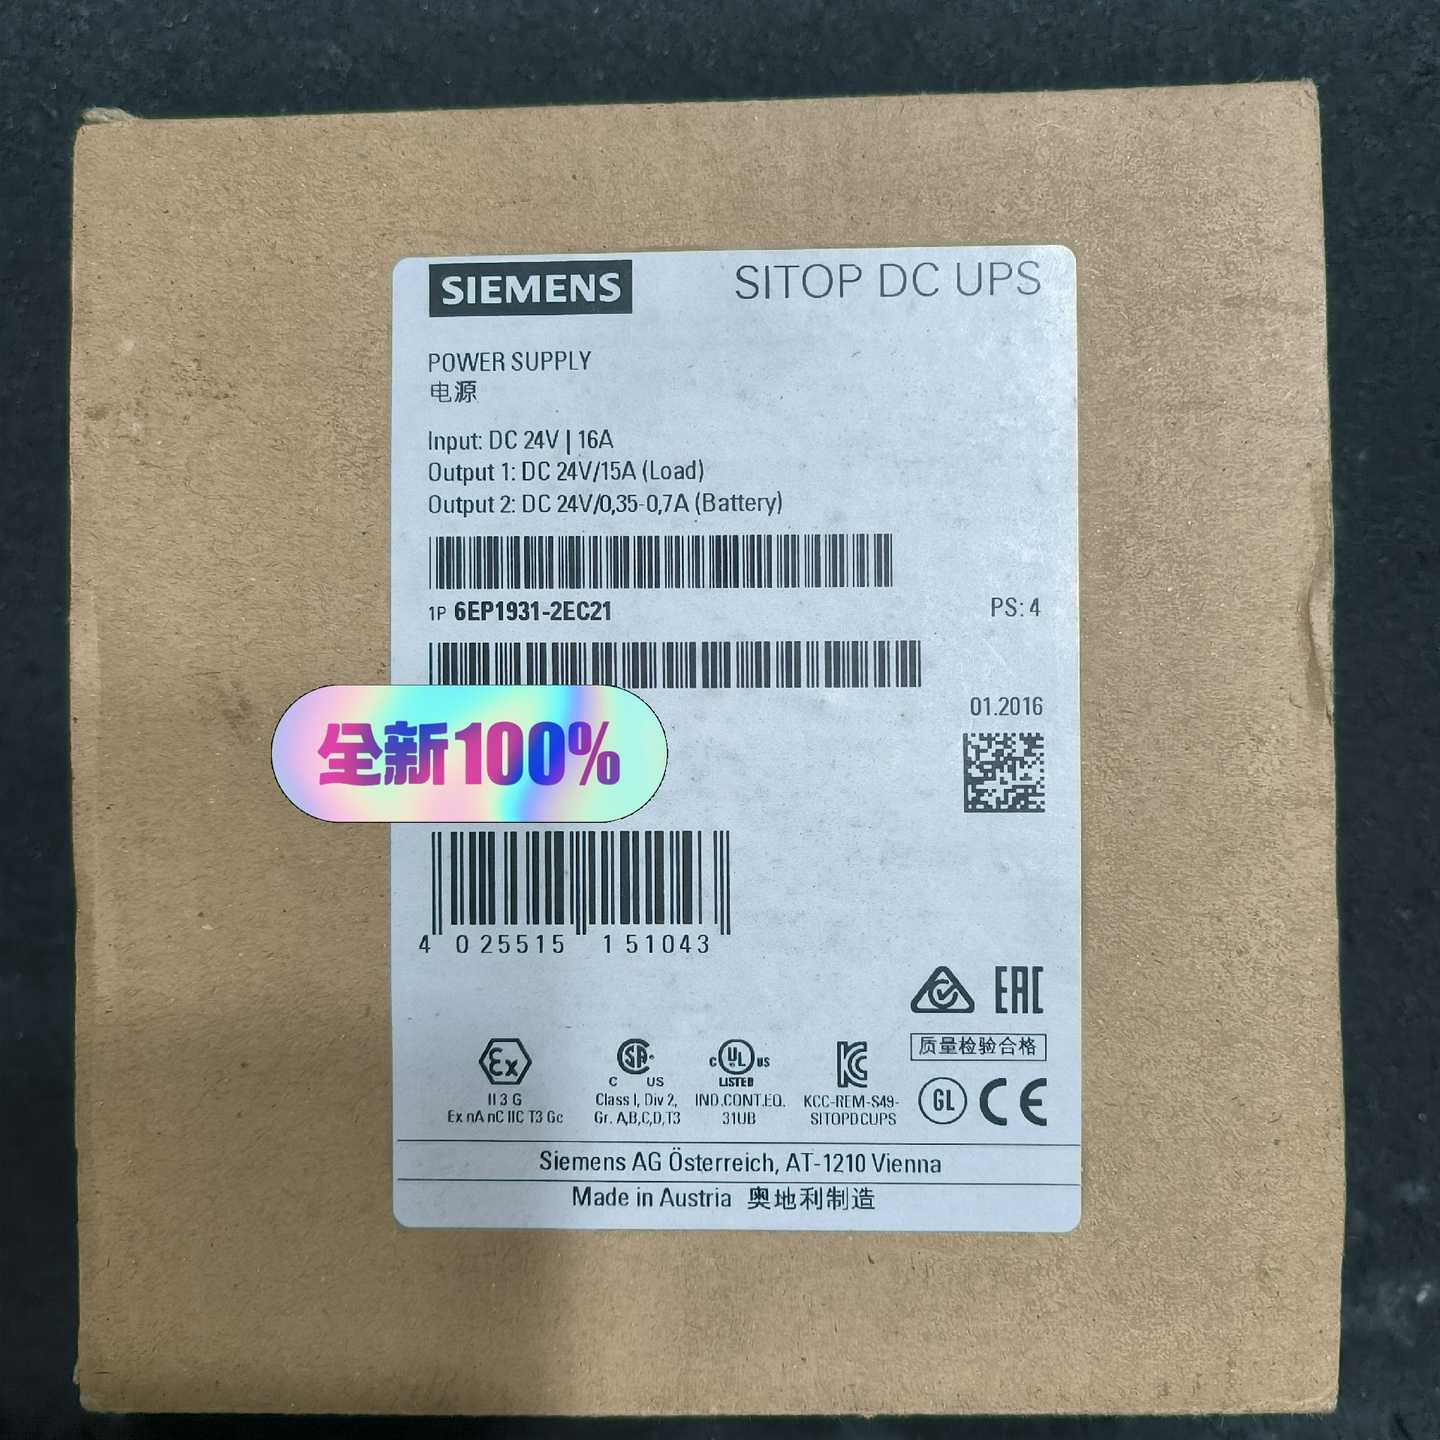 SIEMENS
SITOP DC UPS
POWER SUPPLY
电源
Input: DC 24V | 16A
Output 1: DC 24V/15A (Load)
Output 2: DC 24V/0,35-0,7A (Battery)
1P 6EP1931-2EC21
PS: 4
01.2016
全新100%
4 025515 151043
EAC
质量检验合格
Ex
II 3 G
Ex nA nC IIC T3 Gc
SA
C US
Class I, Div 2,
Gr. A,B,C,D,T3
C UL US
LISTED
IND.CONT.EQ.
31UB
KCC-REM-S49-
SITOPDCUPS
GL
CE
Siemens AG Österreich, AT-1210 Vienna
Made in Austria 奥地利制造